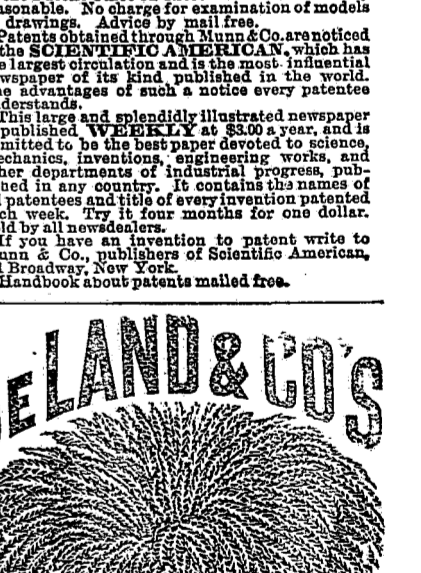 sonable. No charge for examination of models
drawings. Advice by mail free.
Patents obtained through Munn & Co. are noticed
the SCIENTIFIC AMERICAN, which has
e largest circulation and is the most influential
wspaper of its kind published in the world.
e advantages of such a notice every patentee
derstands.
This large and splendidly illustrated newspaper
published WEEKLY at $3.00 a year, and is
mitted to be the best paper devoted to science,
echanics, inventions, engineering works, and
her departments of industrial progress, pub-
hed in any country. It contains the names of
patentees and title of every invention patented
ch week. Try it four months for one dollar.
ld by all newsdealers.
If you have an invention to patent write to
unn & Co., publishers of Scientific American,
Broadway, New York.
Handbook about patents mailed free.
ELAND & CO'S